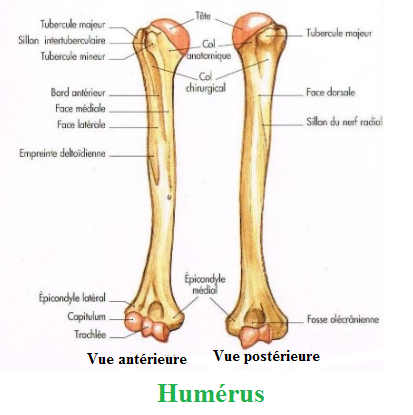 Tubercule majeur
Sillon intertuberculaire
Tubercule mineur
Tête
Col
anatomique
Col
chirurgical
Tubercule majeur
Bord antérieur
Face médiale
Face latérale
Empreinte deltoïdienne
Face dorsale
Sillon du nerf radial
Épicondyle latéral
Capitulum
Trochlée
Épicondyle
médial
Fosse olécrânienne
Vue antérieure
Vue postérieure
Humérus